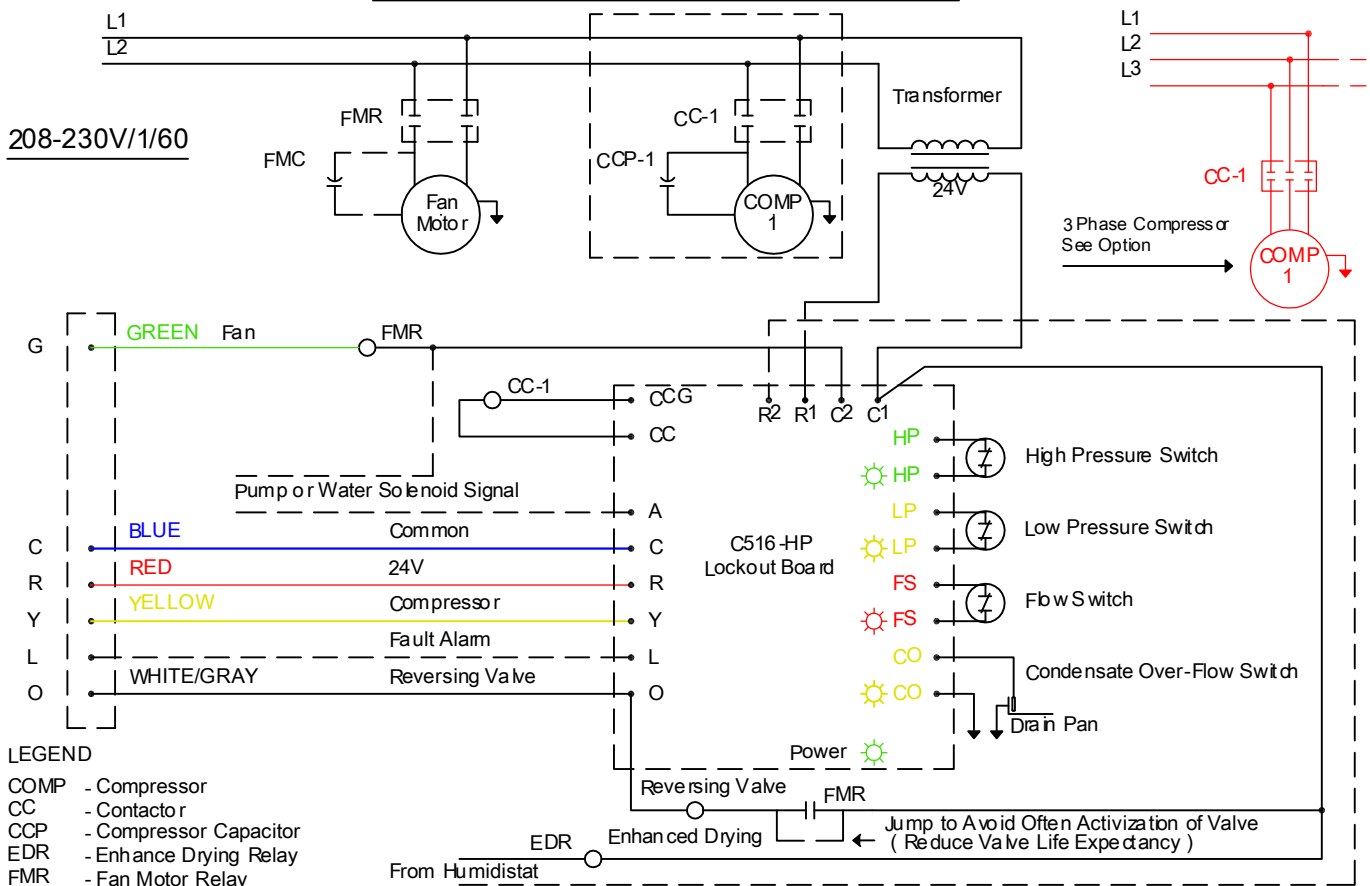 L1
L2
208-230V/1/60
FMR
FMC
Fan
Motor
CC-1
CCP-1
COMP
1
Transformer
24V
L1
L2
L3
CC-1
3 Phase Compressor
See Option
COMP
1
G
GREEN Fan
FMR
CC-1
CCG
CC
R2 R1 C2 C1
HP
HP
High Pressure Switch
Pump or Water Solenoid Signal
A
LP
LP
Low Pressure Switch
C
BLUE Common
C
C516-HP
Lockout Board
R
RED 24V
R
FS
FS
Flow Switch
Y
YELLOW Compressor
Y
L
Fault Alarm
L
CO
CO
Condensate Over-Flow Switch
O
WHITE/GRAY Reversing Valve
O
Drain Pan
Power
LEGEND
COMP - Compressor
CC - Contactor
CCP - Compressor Capacitor
EDR - Enhance Drying Relay
FMR - Fan Motor Relay
Reversing Valve
FMR
Jump to Avoid Often Activization of Valve
( Reduce Valve Life Expectancy )
EDR
Enhanced Drying
From Humidistat